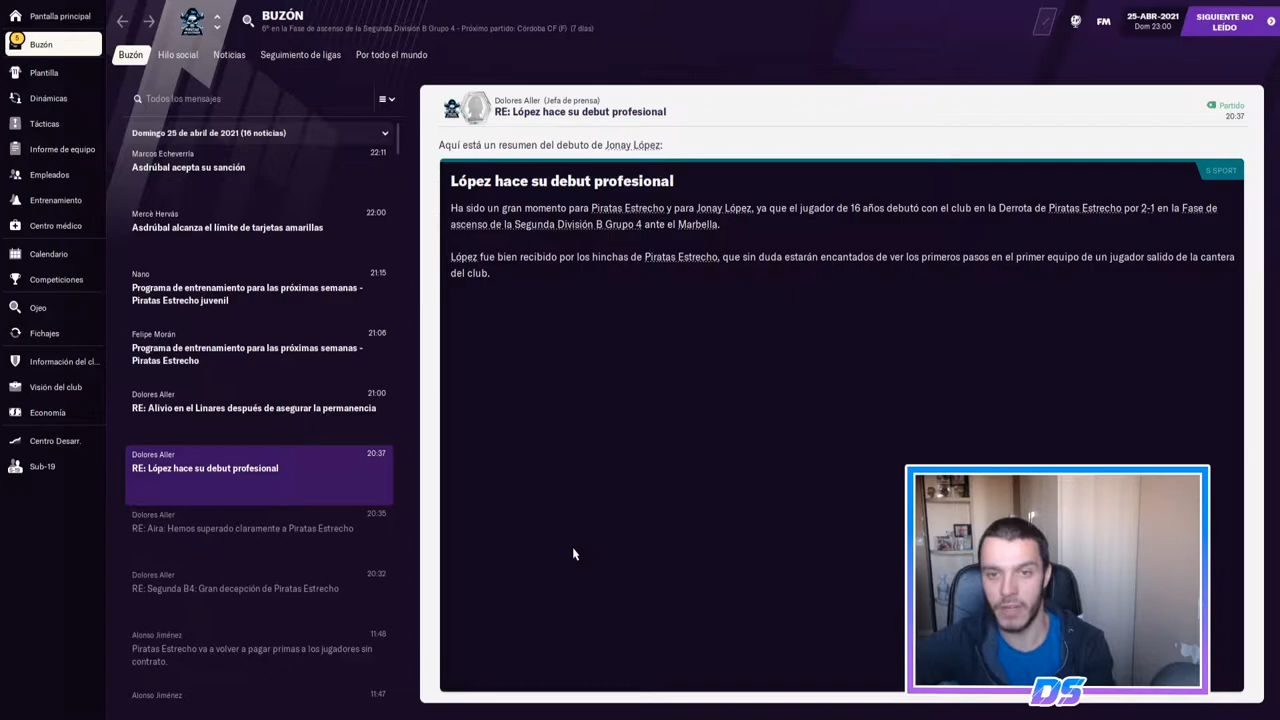 Pantalla principal
5
Buzón
Plantilla
Dinámicas
Tácticas
Informe de equipo
Empleados
Entrenamiento
Centro médico
Calendario
Competiciones
Ojeo
Fichajes
Información del cl...
Visión del club
Economía
Centro Desarr.
Sub-19
BUZÓN
6º en la Fase de ascenso de la Segunda División B Grupo 4 - Próximo partido: Córdoba CF (F) (7 días)
FM
25-ABR-2021
Dom 23:00
SIGUIENTE NO
LEÍDO
Buzón
Hilo social
Noticias
Seguimiento de ligas
Por todo el mundo
Todos los mensajes
Domingo 25 de abril de 2021 (16 noticias)
Marcos Echeverría 22:11
Asdrúbal acepta su sanción
Mercè Hervás 22:00
Asdrúbal alcanza el límite de tarjetas amarillas
Nano 21:15
Programa de entrenamiento para las próximas semanas -
Piratas Estrecho juvenil
Felipe Morán 21:06
Programa de entrenamiento para las próximas semanas -
Piratas Estrecho
Dolores Aller 21:00
RE: Alivio en el Linares después de asegurar la permanencia
Dolores Aller 20:37
RE: López hace su debut profesional
Dolores Aller 20:35
RE: Aira: Hemos superado claramente a Piratas Estrecho
Dolores Aller 20:32
RE: Segunda B4: Gran decepción de Piratas Estrecho
Alonso Jiménez 11:48
Piratas Estrecho va a volver a pagar primas a los jugadores sin
contrato.
Alonso Jiménez 11:47
Dolores Aller (Jefa de prensa)
RE: López hace su debut profesional
Partido
20:37
Aquí está un resumen del debuto de Jonay López:
S SPORT
López hace su debut profesional
Ha sido un gran momento para Piratas Estrecho y para Jonay López, ya que el jugador de 16 años debutó con el club en la Derrota de Piratas Estrecho por 2-1 en la Fase de
ascenso de la Segunda División B Grupo 4 ante el Marbella.
López fue bien recibido por los hinchas de Piratas Estrecho, que sin duda estarán encantados de ver los primeros pasos en el primer equipo de un jugador salido de la cantera
del club.
DS